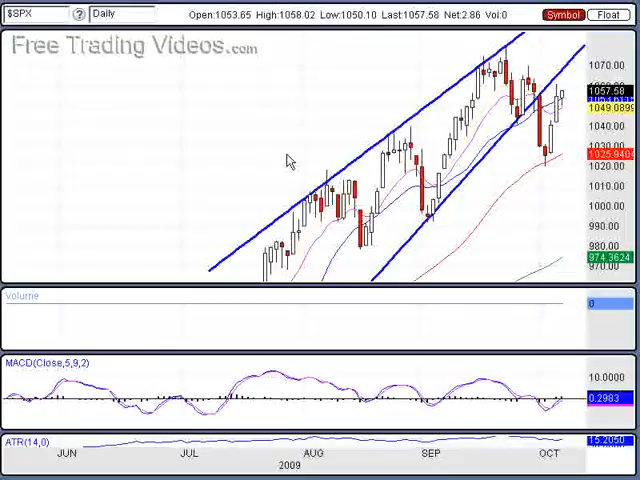 $SPX ? Daily Open:1053.65 High:1058.02 Low:1050.10 Last:1057.58 Net:2.86 Vol:0 Symbol Float
Free Trading Videos.com
1070.00
1057.58
1049.089
1040.00
1025.940
1020.00
1010.00
1000.00
990.00
980.00
974.3624
970.00
volume
0
MACD(Close,5,9,2)
10.0000
0.2983
ATR(14,0)
15.2050
JUN JUL AUG SEP OCT
2009